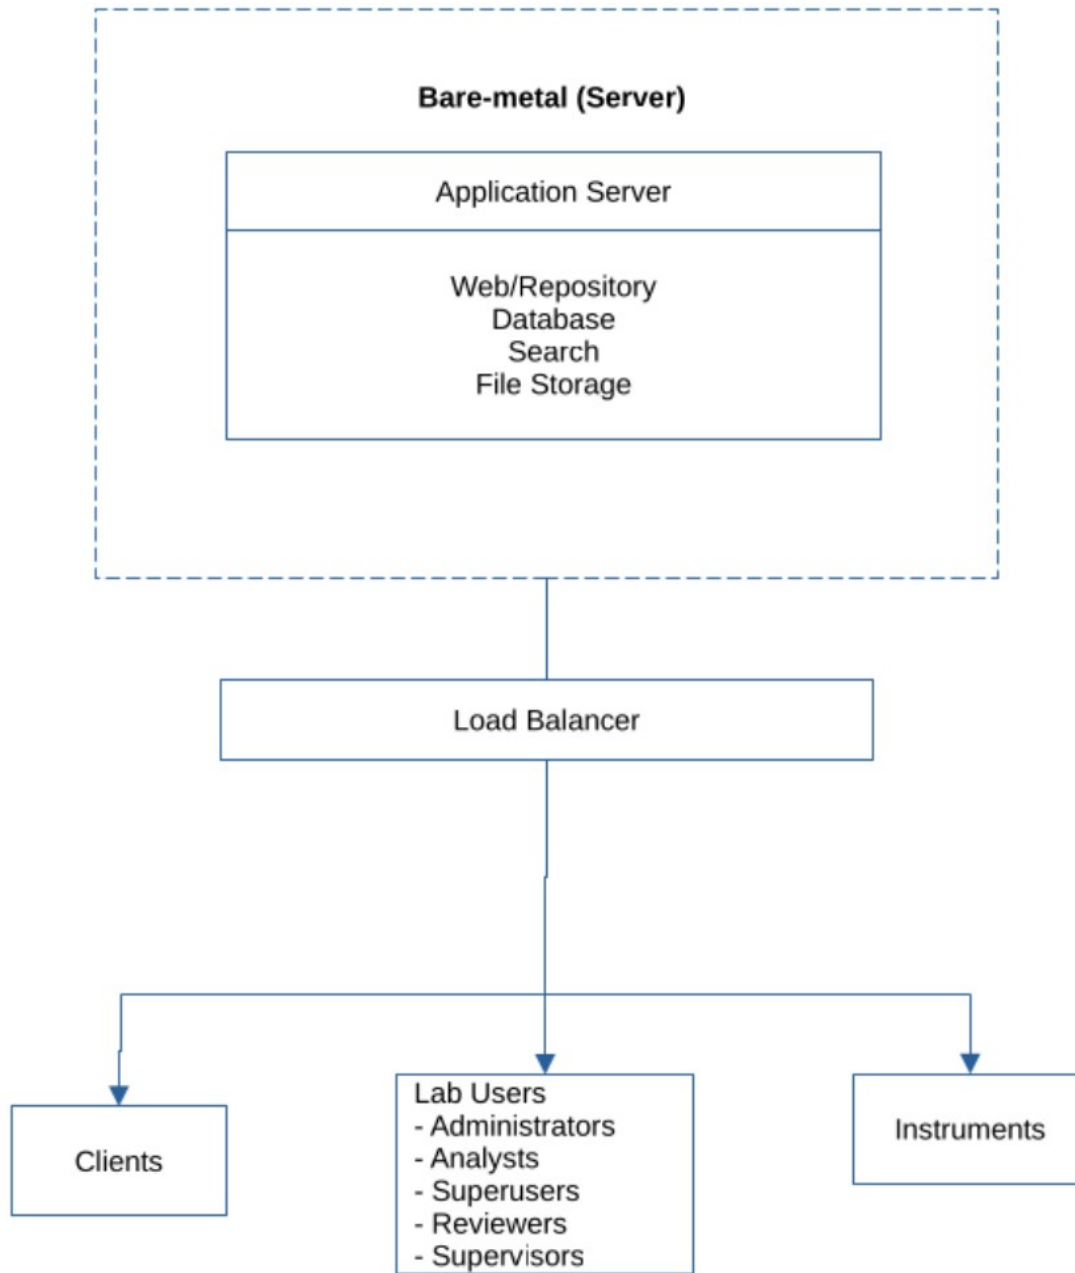 Bare-metal (Server)
Application Server
Web/Repository
Database
Search
File Storage
Load Balancer
Clients
Lab Users
- Administrators
- Analysts
- Superusers
- Reviewers
- Supervisors
Instruments